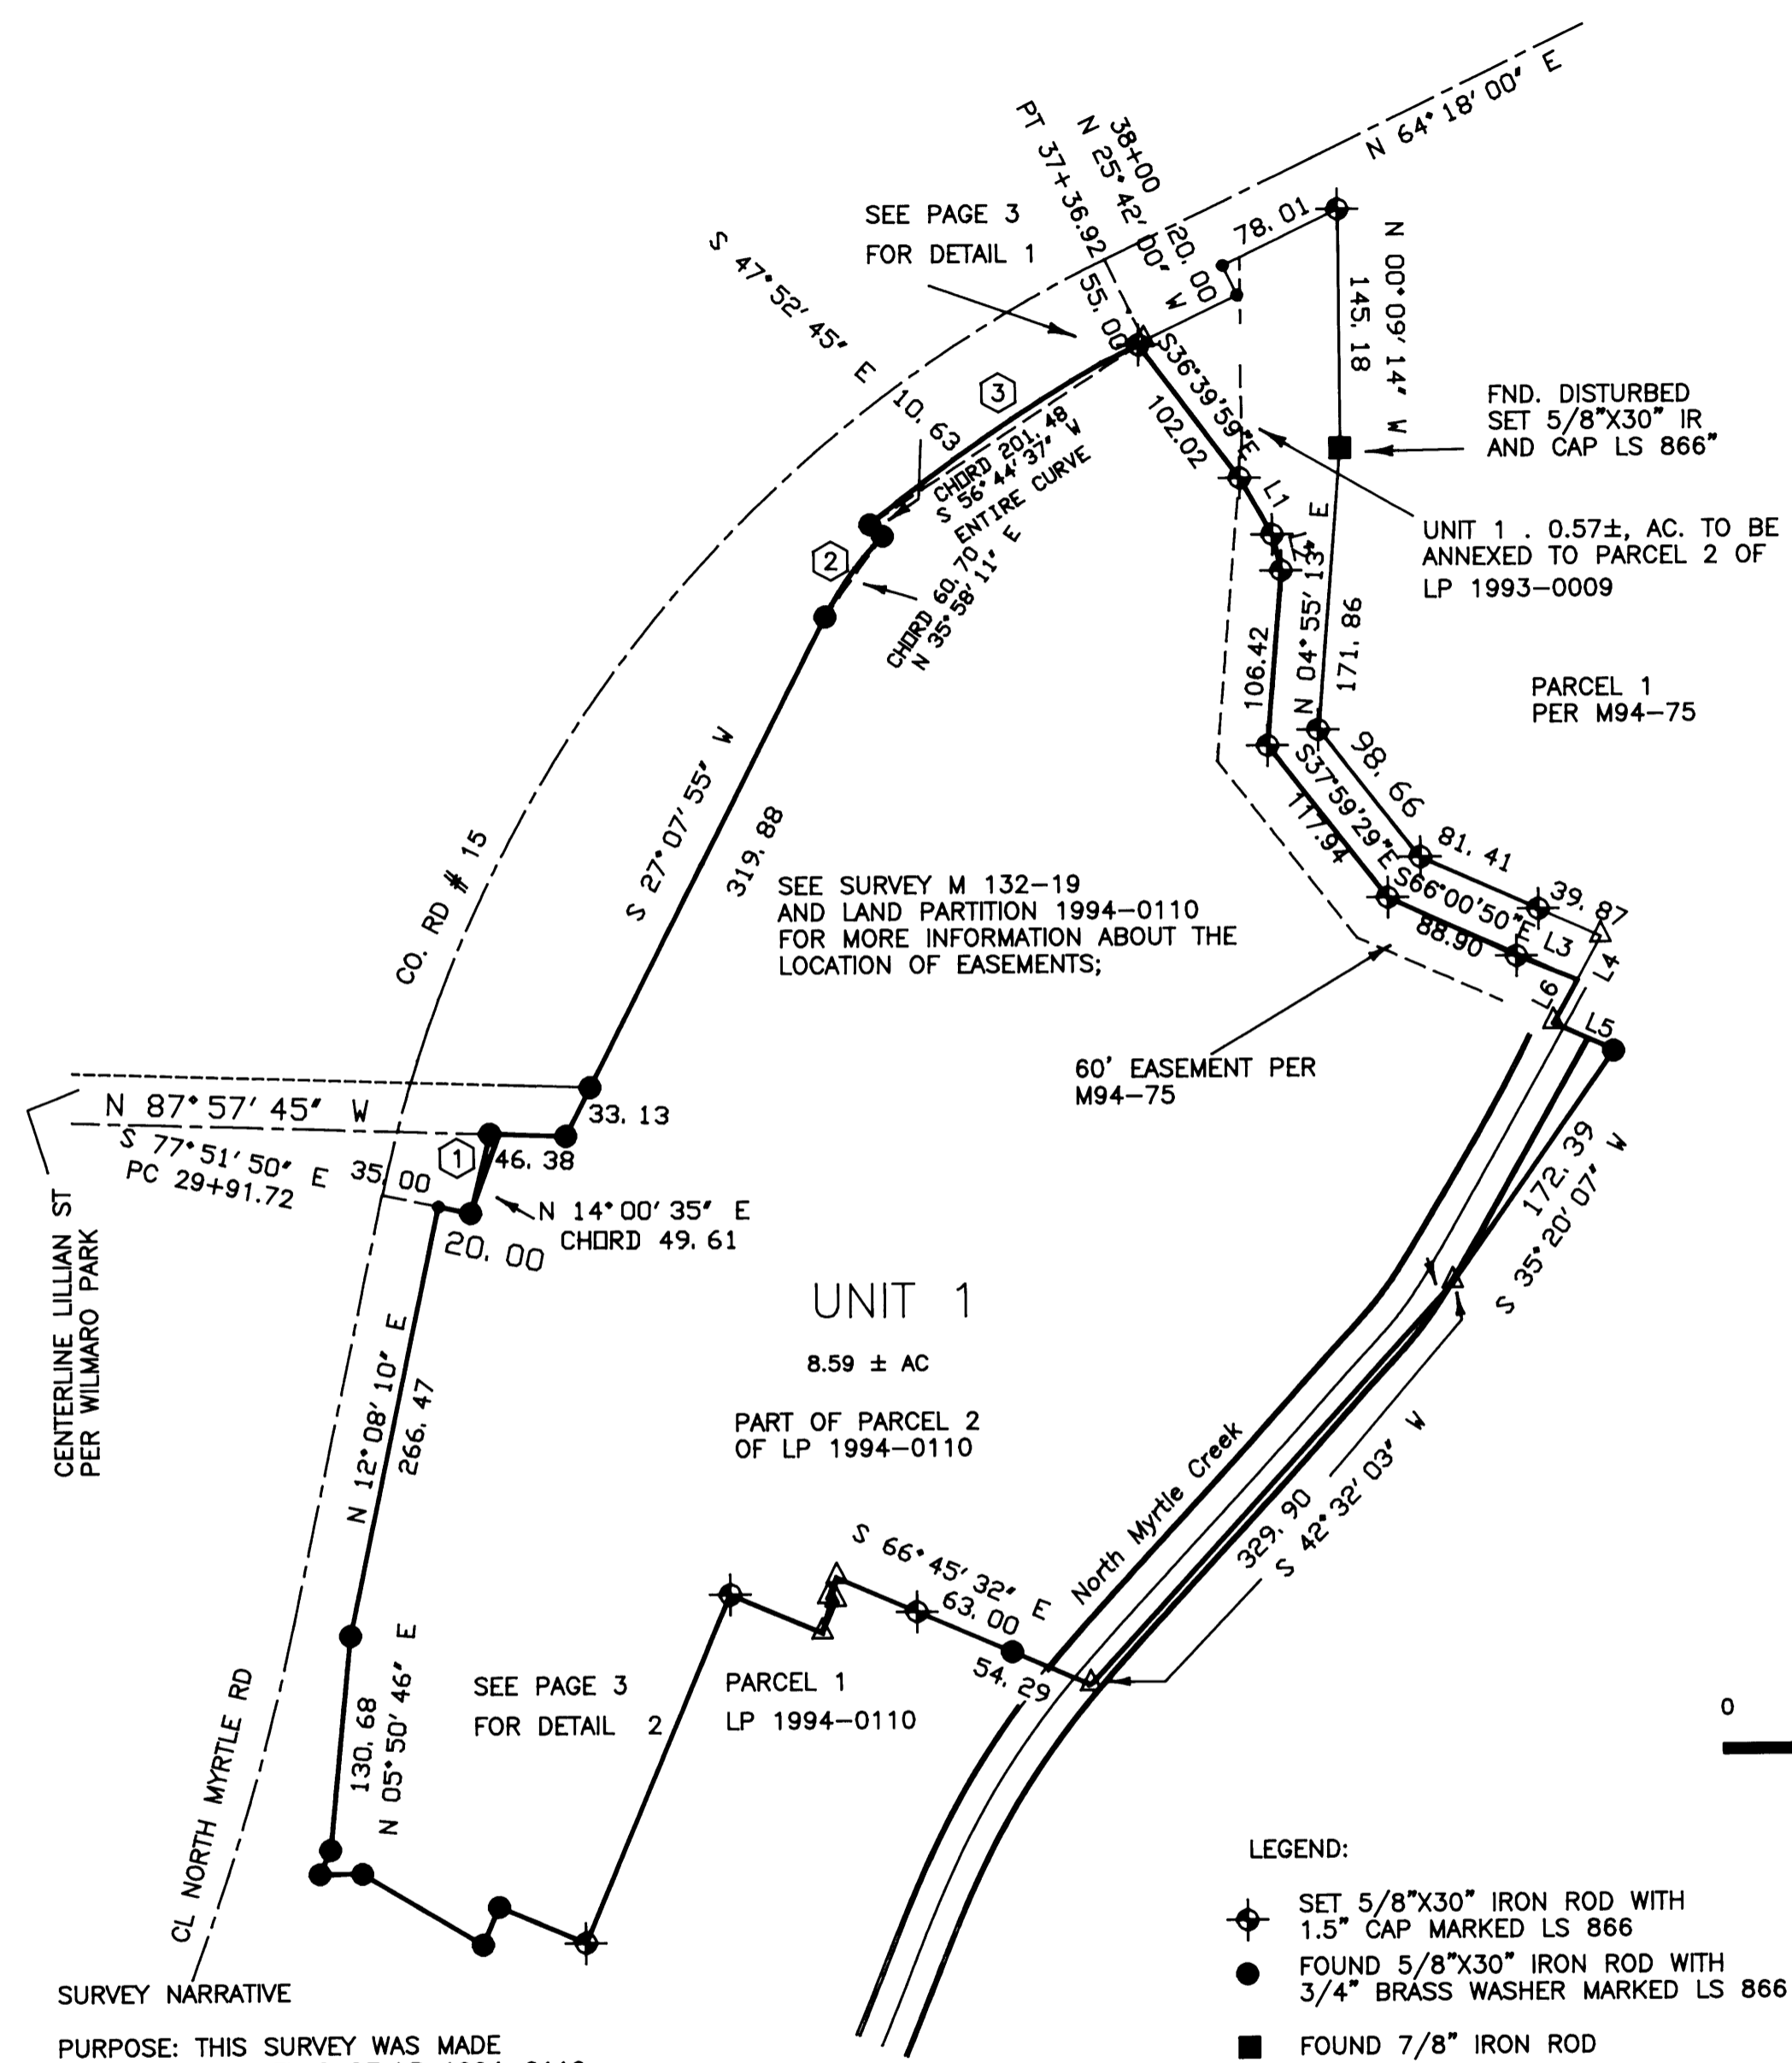 N 64°18'00" E
38+00
N 25°42'00" W
PT 37+36.92
55.00
20.00
78.01
SEE PAGE 3
FOR DETAIL 1
S 47°52'45" E
10.63
3
N 00°09'14" W
145.18
S36°39'59"E
102.02
FND. DISTURBED
SET 5/8"X30" IR
AND CAP LS 866"
CHORD 201.48
S 56°44'37" W
ENTIRE CURVE
2
CHORD 60.70
N 35°58'11" E
L1
L2
UNIT 1 . 0.57±, AC. TO BE
ANNEXED TO PARCEL 2 OF
LP 1993-0009
N 04°55'13" E
171.86
106.42
PARCEL 1
PER M94-75
S 27°07'55" W
319.88
CO. RD # 15
98.66
S37°59'29"E
117.94
81.41
S66°00'50"E
88.90
39.87
L3
L4
L6
L5
SEE SURVEY M 132-19
AND LAND PARTITION 1994-0110
FOR MORE INFORMATION ABOUT THE
LOCATION OF EASEMENTS;
60' EASEMENT PER
M94-75
N 87°57'45" W
33.13
S 77°51'50" E 35.00
PC 29+91.72
1
46.38
N 14°00'35" E
CHORD 49.61
20.00
CENTERLINE LILLIAN ST
PER WILMARO PARK
172.39
S 35°20'07" W
UNIT 1
8.59 ± AC
PART OF PARCEL 2
OF LP 1994-0110
N 12°08'10" E
266.47
North Myrtle Creek
329.90
S 42°32'03" W
S 66°45'32" E
63.00
54.29
130.68
N 05°50'46" E
CL NORTH MYRTLE RD
SEE PAGE 3
FOR DETAIL 2
PARCEL 1
LP 1994-0110
0
LEGEND:
SET 5/8"X30" IRON ROD WITH
1.5" CAP MARKED LS 866
FOUND 5/8"X30" IRON ROD WITH
3/4" BRASS WASHER MARKED LS 866
FOUND 7/8" IRON ROD
SURVEY NARRATIVE
PURPOSE: THIS SURVEY WAS MADE